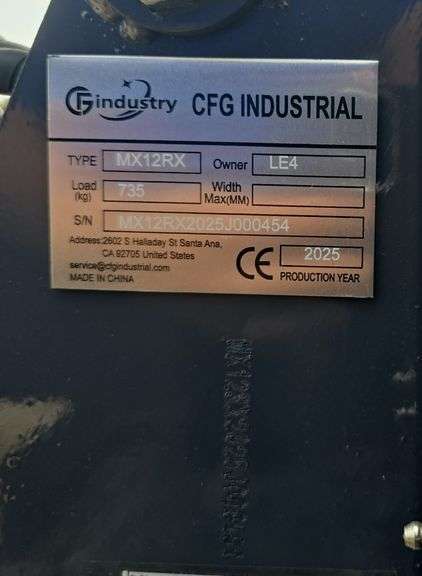 CFGindustry CFG INDUSTRIAL
TYPE MX12RX Owner LE4
Load (kg) 735 Width Max(MM)
S/N MX12RX2025J000454
Address:2602 S Halladay St Santa Ana,
CA 92705 United States
service@cfgindustrial.com
MADE IN CHINA
CE 2025
PRODUCTION YEAR